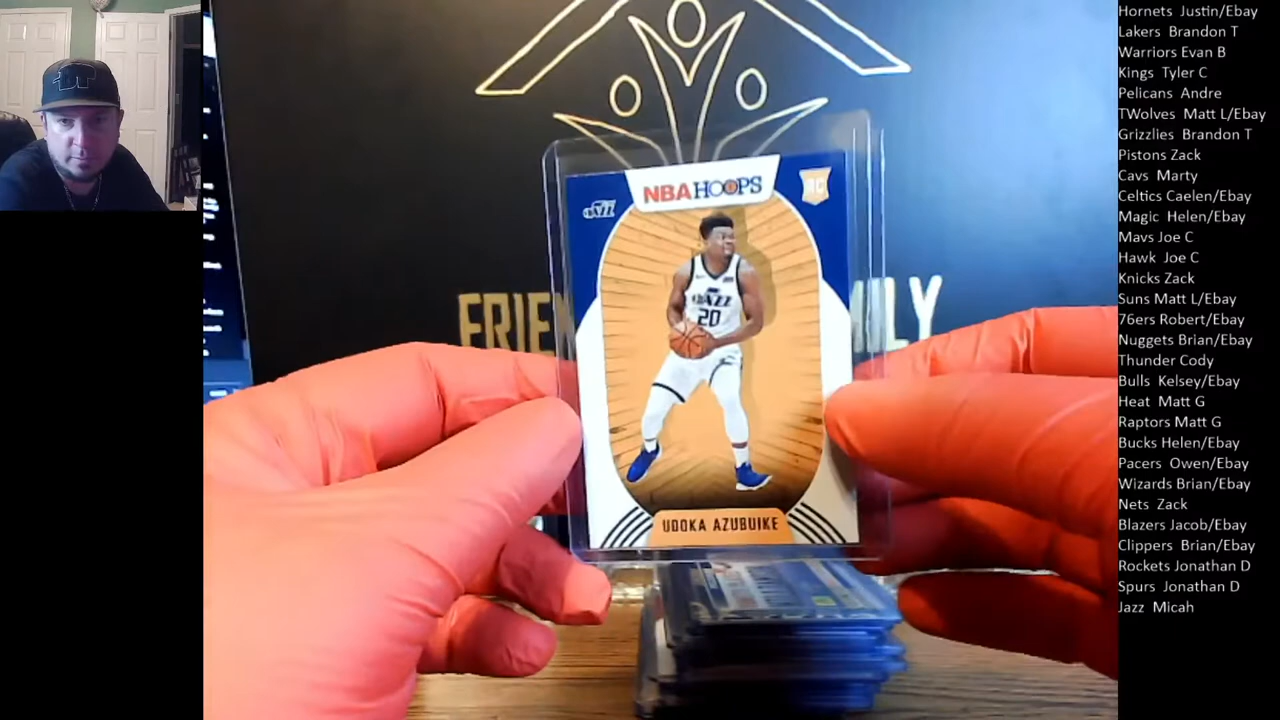 NBA HOOPS
RC
JAZZ
JAZZ
20
UDOKA AZUBUIKE
Hornets Justin/Ebay
Lakers Brandon T
Warriors Evan B
Kings Tyler C
Pelicans Andre
TWolves Matt L/Ebay
Grizzlies Brandon T
Pistons Zack
Cavs Marty
Celtics Caelen/Ebay
Magic Helen/Ebay
Mavs Joe C
Hawk Joe C
Knicks Zack
Suns Matt L/Ebay
76ers Robert/Ebay
Nuggets Brian/Ebay
Thunder Cody
Bulls Kelsey/Ebay
Heat Matt G
Raptors Matt G
Bucks Helen/Ebay
Pacers Owen/Ebay
Wizards Brian/Ebay
Nets Zack
Blazers Jacob/Ebay
Clippers Brian/Ebay
Rockets Jonathan D
Spurs Jonathan D
Jazz Micah